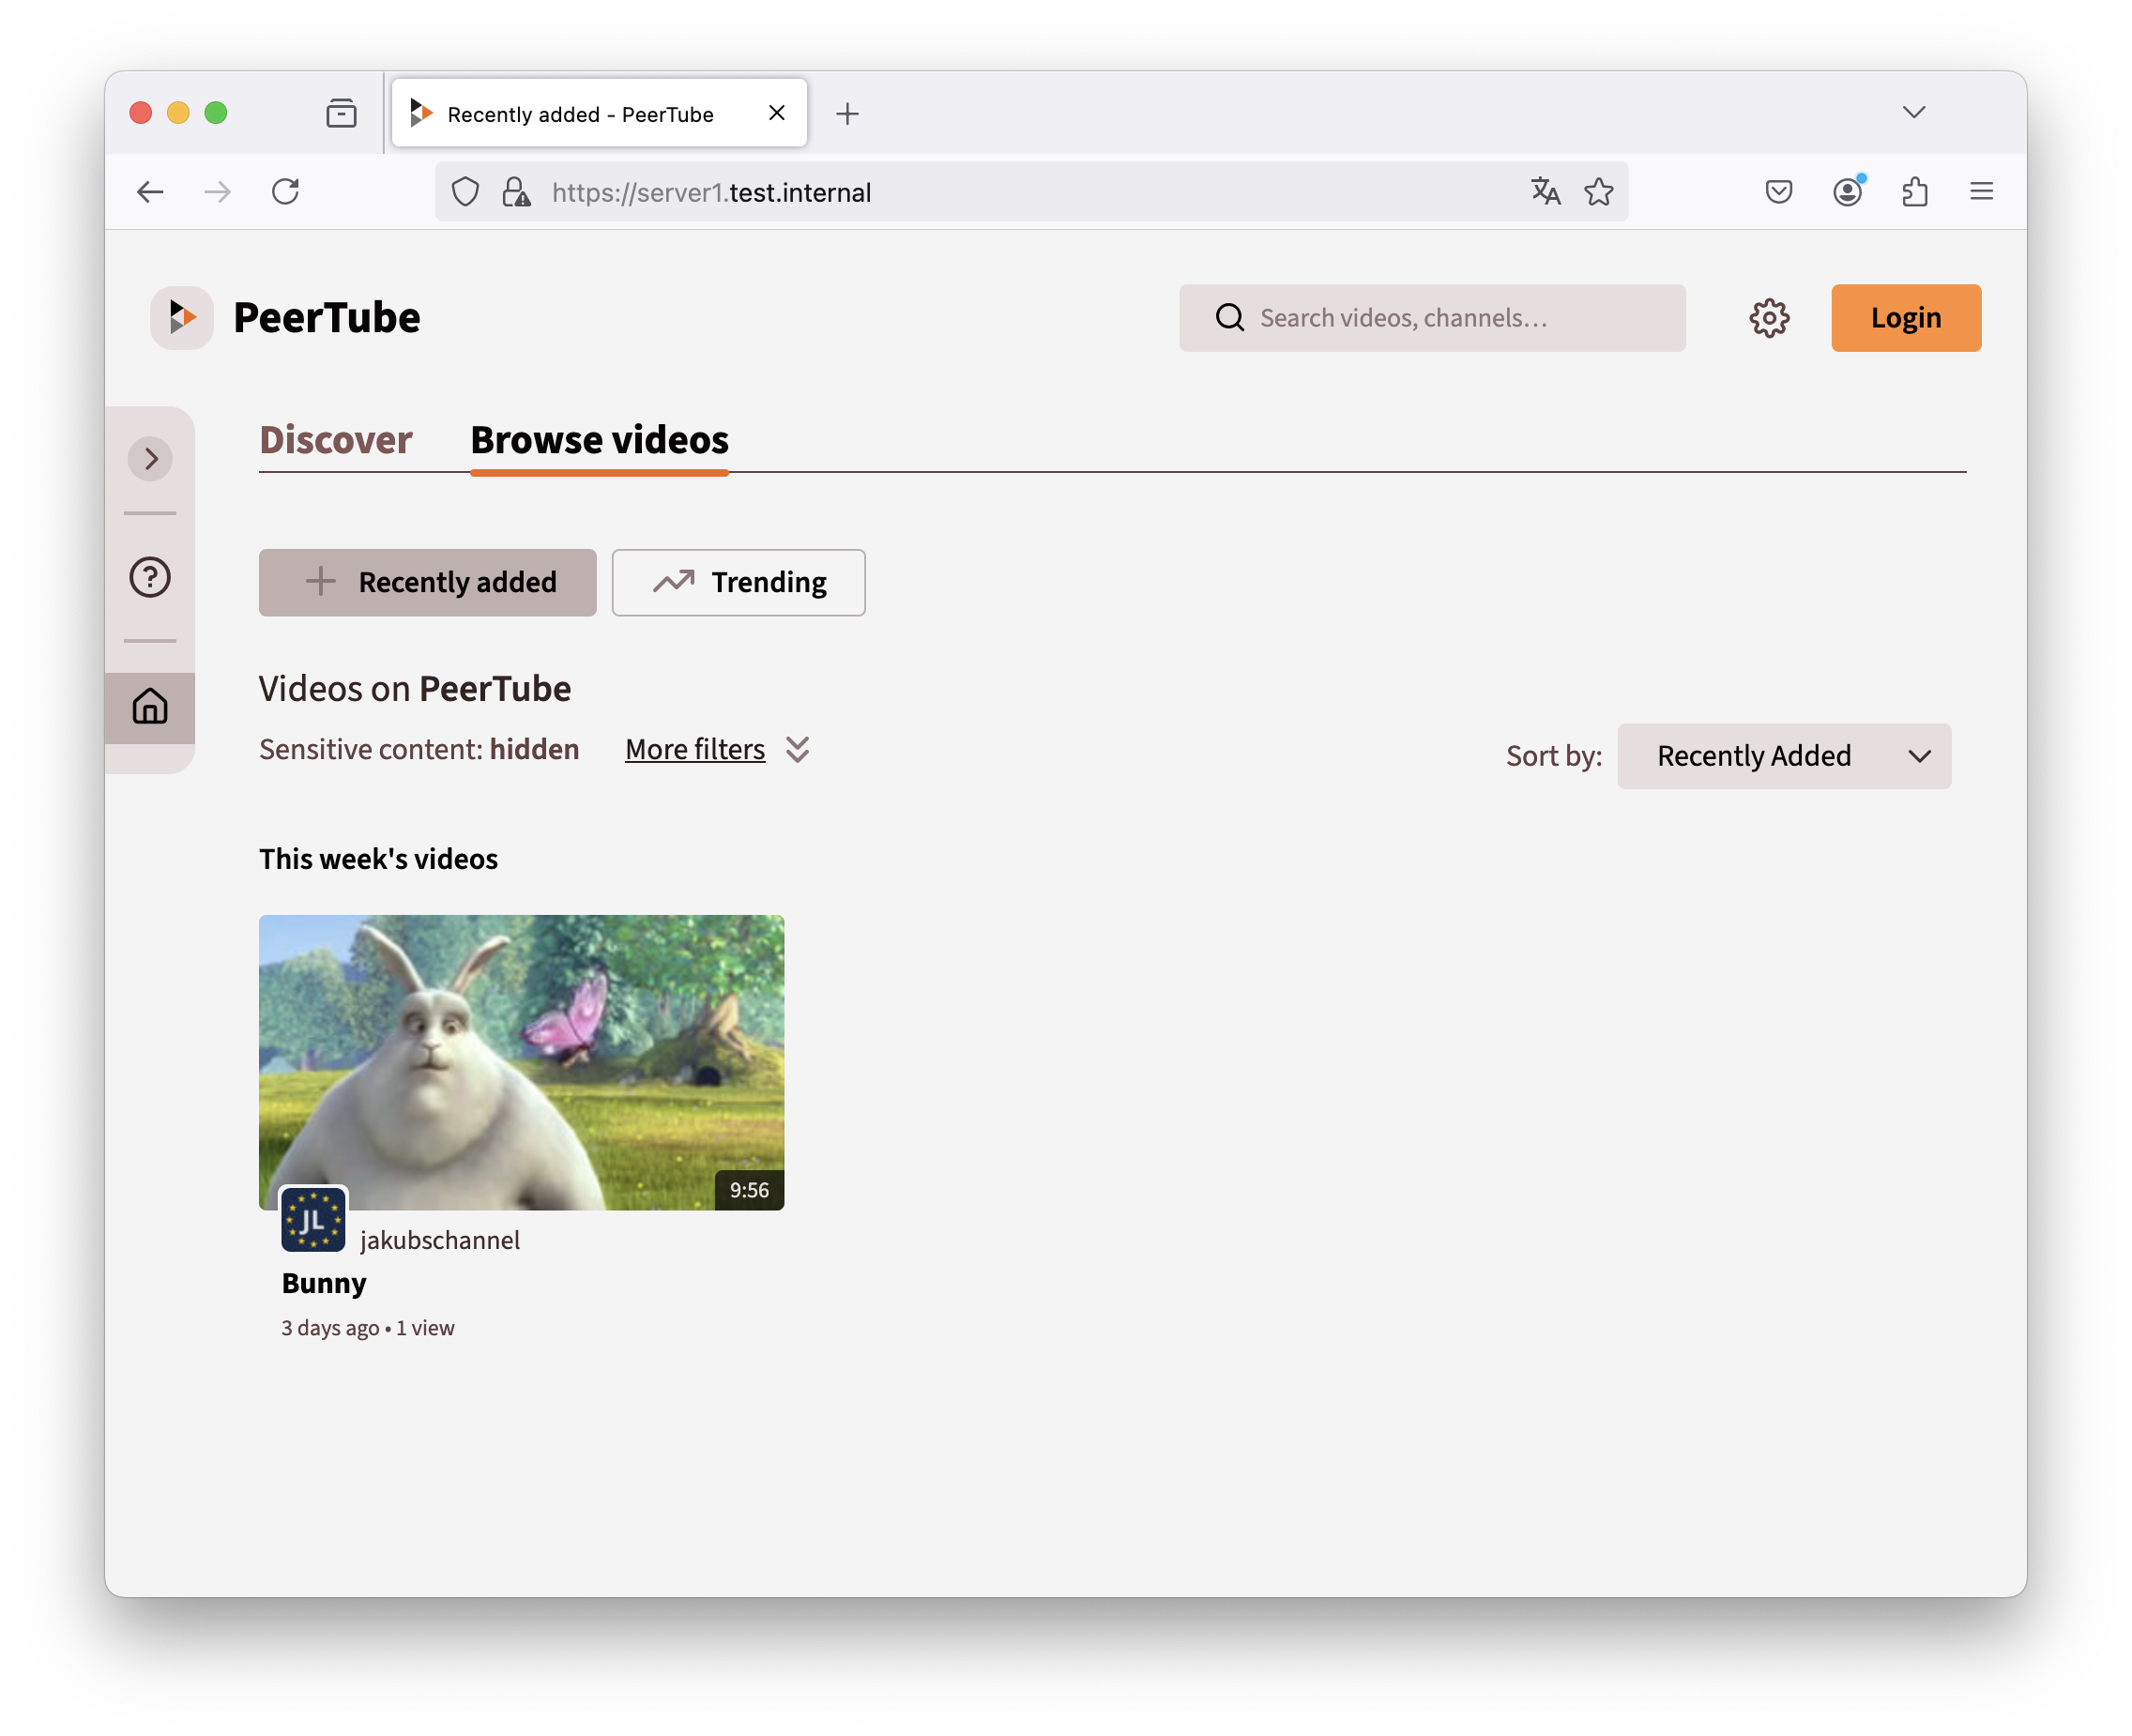 Recently added - PeerTube
https://server1.test.internal
PeerTube
Search videos, channels…
Login
Discover
Browse videos
Recently added
Trending
Videos on PeerTube
Sensitive content: hidden
More filters
Sort by:
Recently Added
This week's videos
9:56
JL
jakubschannel
Bunny
3 days ago • 1 view